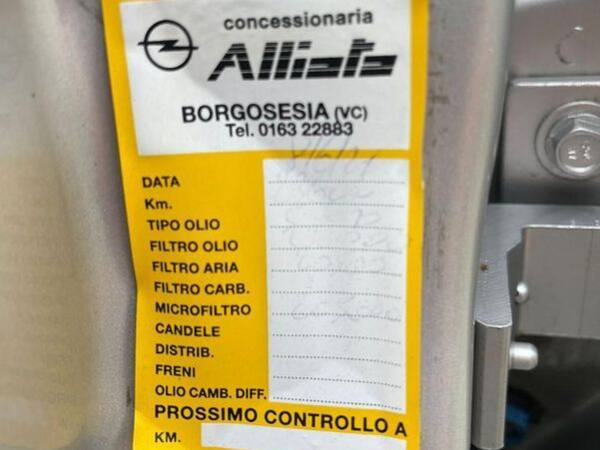 concessionaria
Alliata
BORGOSESIA (VC)
Tel. 0163 22883
DATA
Km.
TIPO OLIO
FILTRO OLIO
FILTRO ARIA
FILTRO CARB.
MICROFILTRO
CANDELE
DISTRIB.
FRENI
OLIO CAMB. DIFF.
PROSSIMO CONTROLLO A
KM.